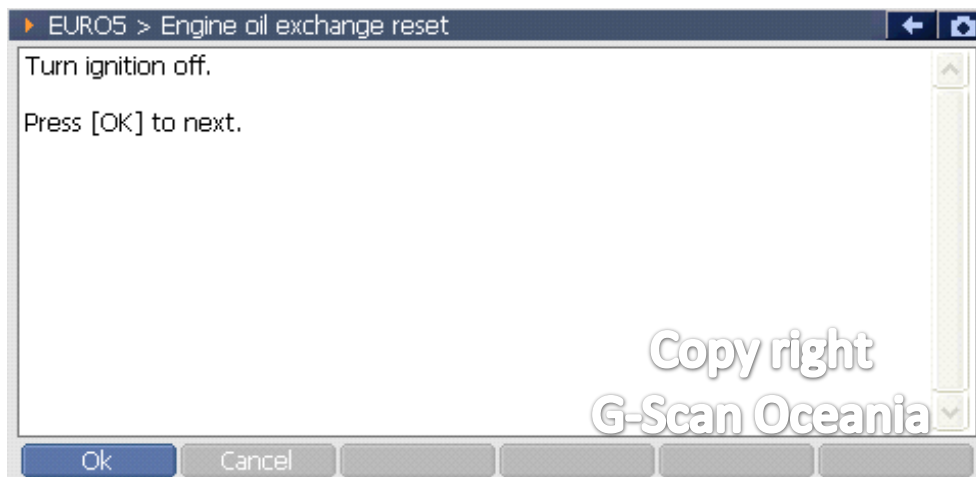 EURO5 > Engine oil exchange reset
Turn ignition off.
Press [OK] to next.
Copy right
G-Scan Oceania
Ok Cancel